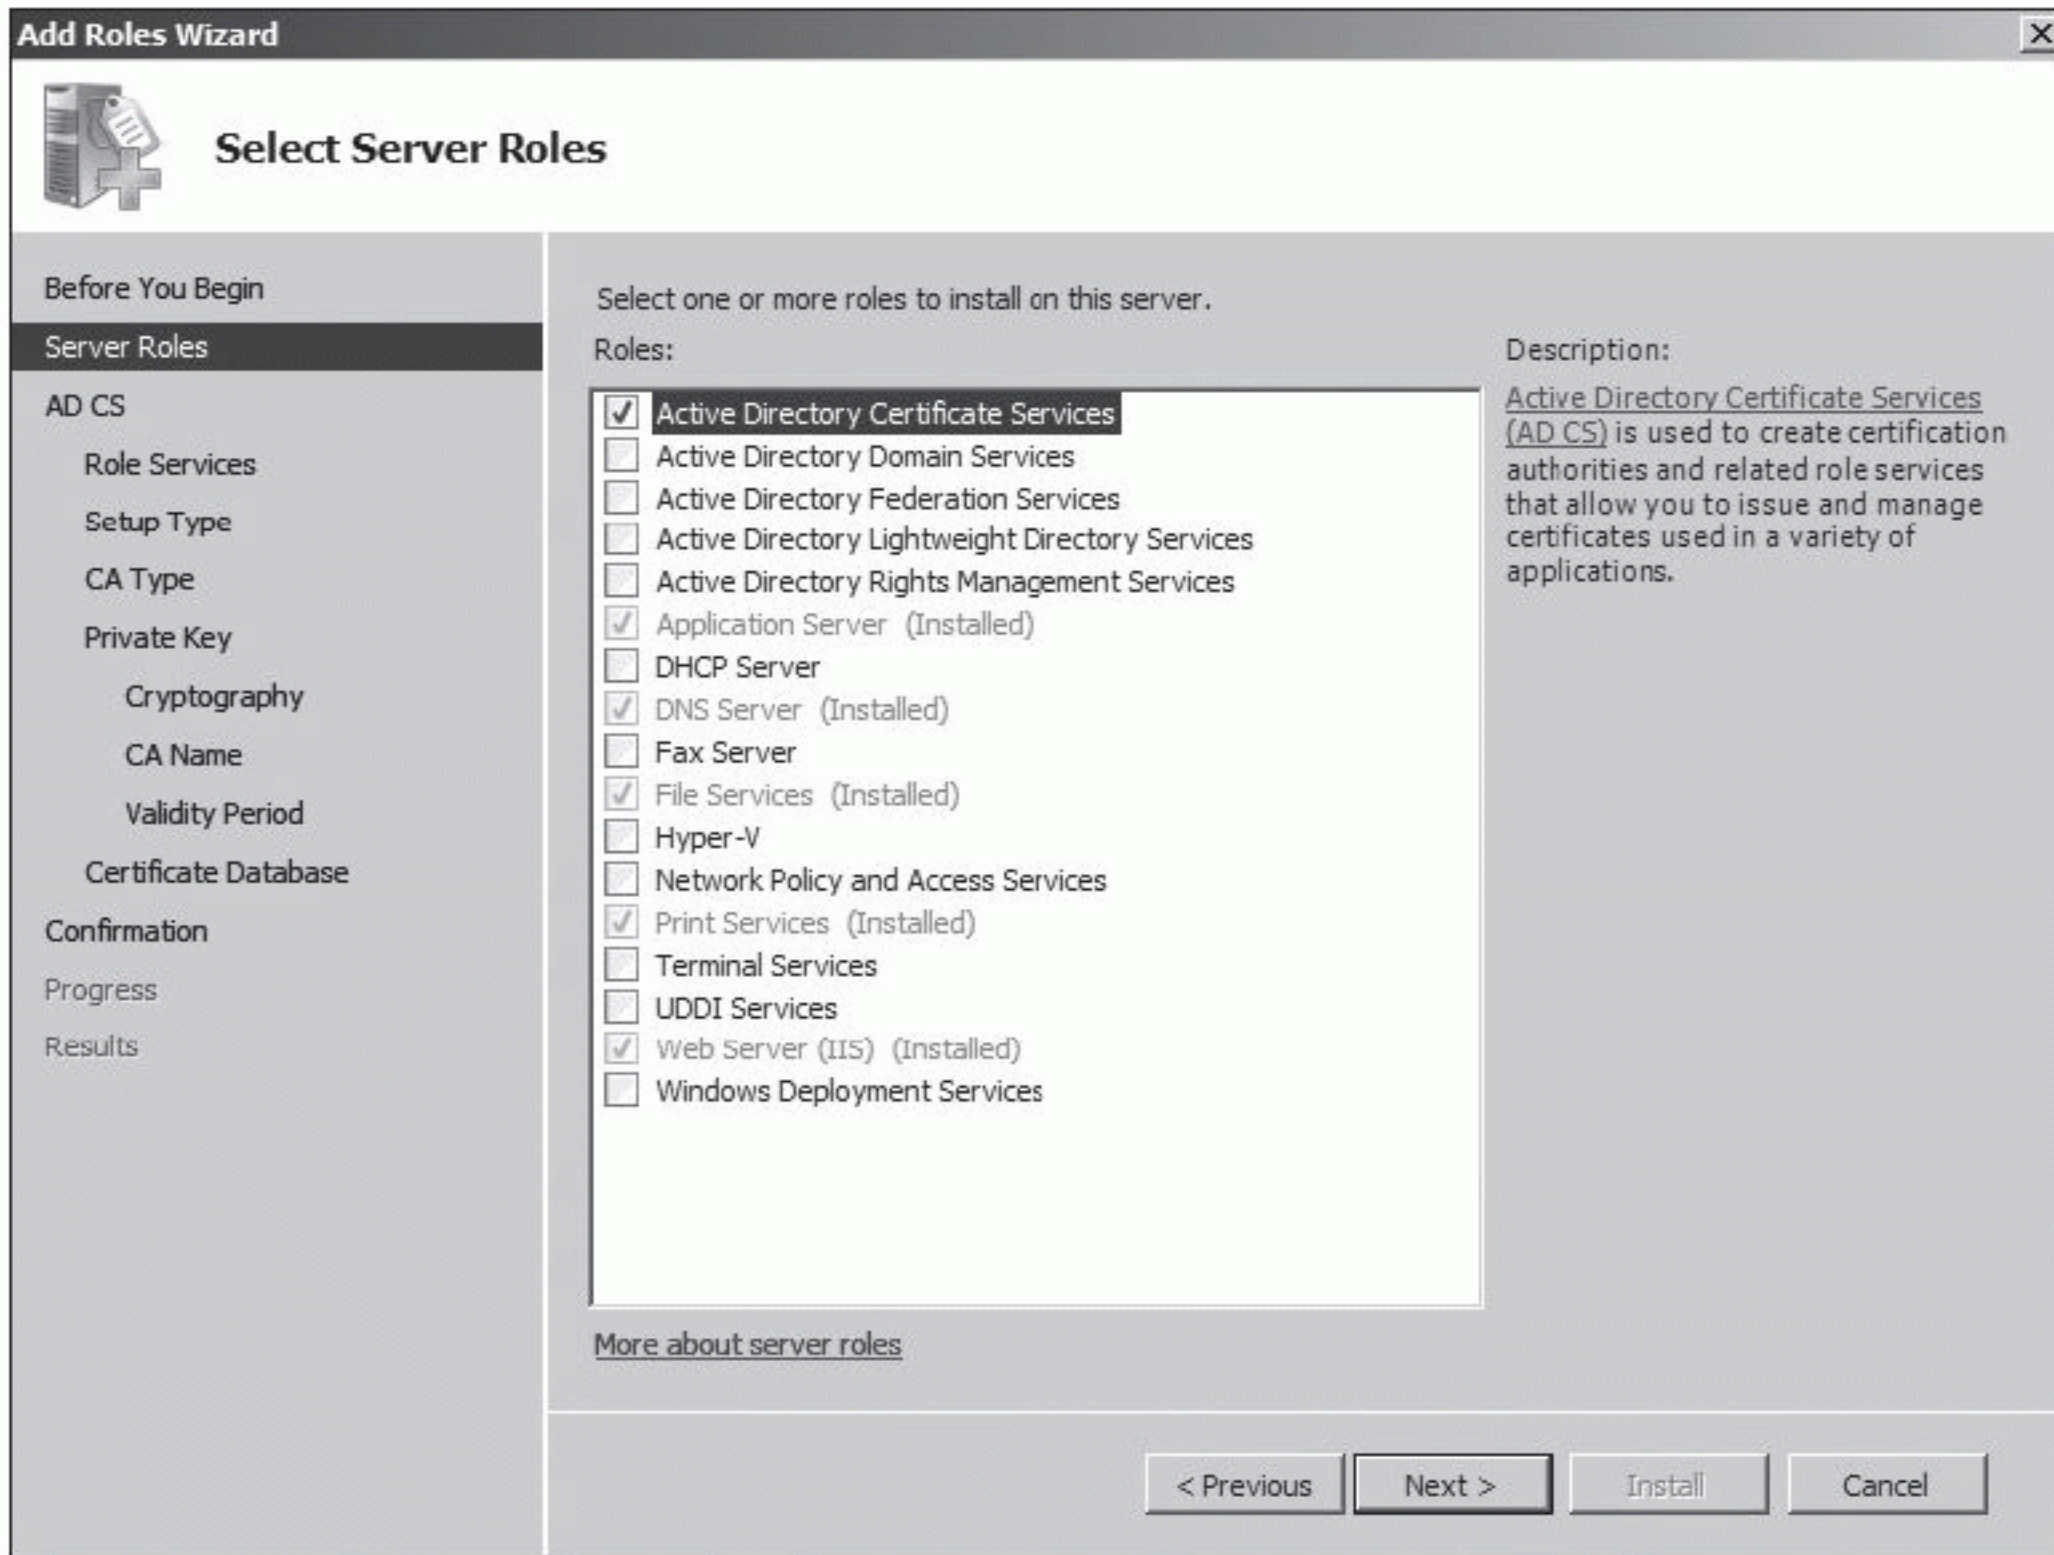 Add Roles Wizard
Select Server Roles
Before You Begin
Server Roles
AD CS
Role Services
Setup Type
CA Type
Private Key
Cryptography
CA Name
Validity Period
Certificate Database
Confirmation
Progress
Results
Select one or more roles to install on this server.
Roles:
Active Directory Certificate Services
Active Directory Domain Services
Active Directory Federation Services
Active Directory Lightweight Directory Services
Active Directory Rights Management Services
Application Server (Installed)
DHCP Server
DNS Server (Installed)
Fax Server
File Services (Installed)
Hyper-V
Network Policy and Access Services
Print Services (Installed)
Terminal Services
UDDI Services
Web Server (IIS) (Installed)
Windows Deployment Services
More about server roles
Description:
Active Directory Certificate Services
(AD CS) is used to create certification
authorities and related role services
that allow you to issue and manage
certificates used in a variety of
applications.
< Previous
Next >
Install
Cancel